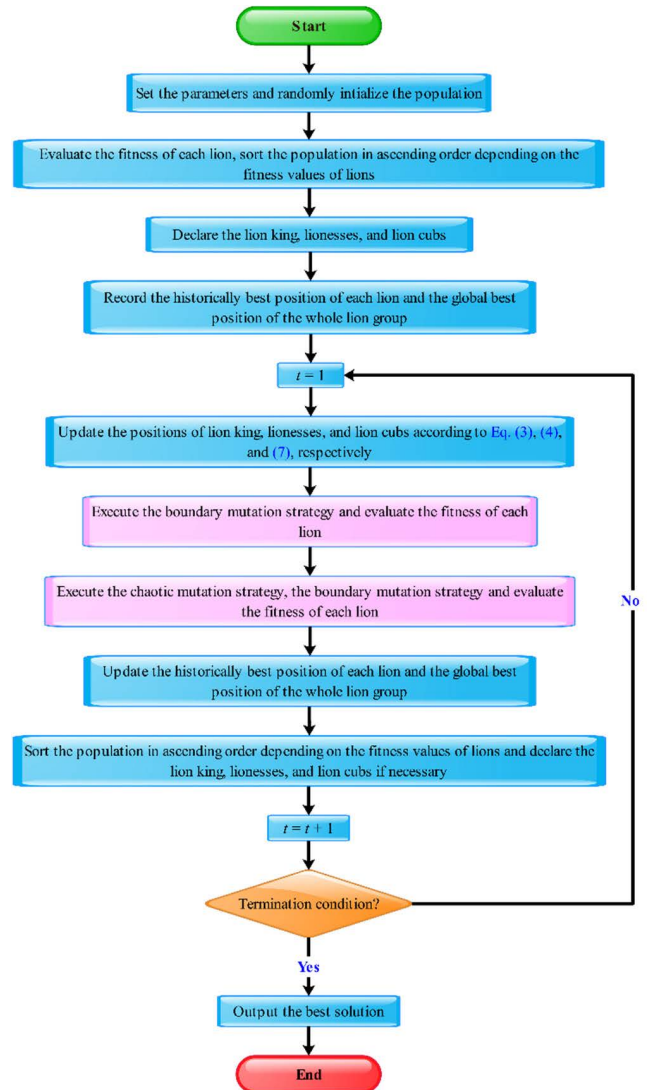 Start
Set the parameters and randomly intialize the population
Evaluate the fitness of each lion, sort the population in ascending order depending on the
fitness values of lions
Declare the lion king, lionesses, and lion cubs
Record the historically best position of each lion and the global best
position of the whole lion group
t = 1
Update the positions of lion king, lionesses, and lion cubs according to Eq. (3), (4),
and (7), respectively
Execute the boundary mutation strategy and evaluate the fitness of each
lion
Execute the chaotic mutation strategy, the boundary mutation strategy and evaluate
the fitness of each lion
No
Update the historically best position of each lion and the global best
position of the whole lion group
Sort the population in ascending order depending on the fitness values of lions and declare the
lion king, lionesses, and lion cubs if necessary
t = t + 1
Termination condition?
Yes
Output the best solution
End